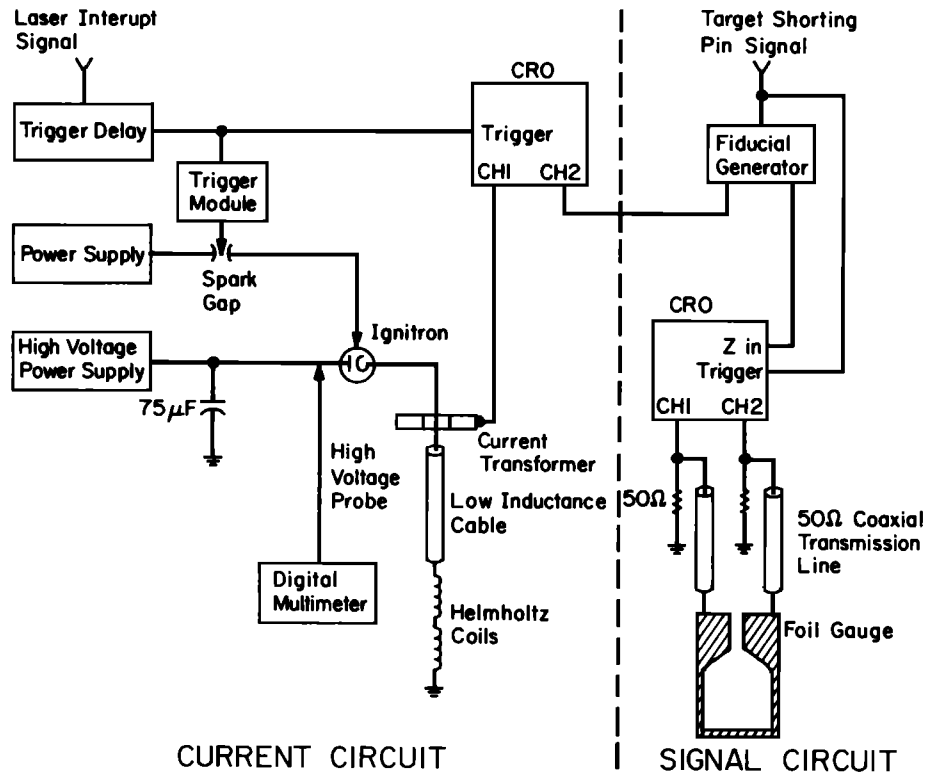 Laser Interupt
Signal
Trigger Delay
Trigger
Module
Power Supply
Spark
Gap
High Voltage
Power Supply
75μF
Ignitron
High
Voltage
Probe
Digital
Multimeter
CRO
Trigger
CH1 CH2
Current
Transformer
Low Inductance
Cable
Helmholtz
Coils
CURRENT CIRCUIT
Target Shorting
Pin Signal
Fiducial
Generator
CRO
Z in
Trigger
CH1 CH2
50Ω
50Ω Coaxial
Transmission
Line
Foil Gauge
SIGNAL CIRCUIT